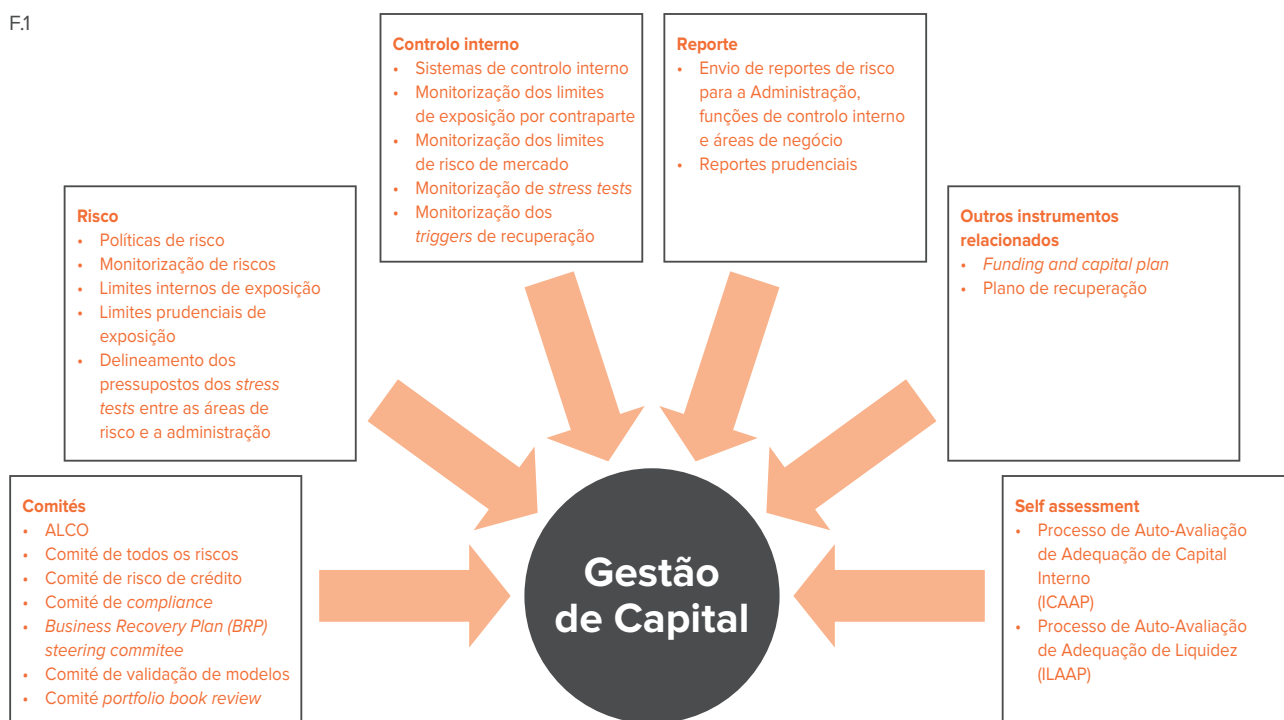 F.1
Controlo interno
• Sistemas de controlo interno
• Monitorização dos limites
de exposição por contraparte
• Monitorização dos limites
de risco de mercado
• Monitorização de stress tests
• Monitorização dos
triggers de recuperação
Reporte
• Envio de reportes de risco
para a Administração,
funções de controlo interno
e áreas de negócio
• Reportes prudenciais
Risco
• Políticas de risco
• Monitorização de riscos
• Limites internos de exposição
• Limites prudenciais de
exposição
• Delineamento dos
pressupostos dos stress
tests entre as áreas de
risco e a administração
Outros instrumentos
relacionados
• Funding and capital plan
• Plano de recuperação
Comités
• ALCO
• Comité de todos os riscos
• Comité de risco de crédito
• Comité de compliance
• Business Recovery Plan (BRP)
steering commitee
• Comité de validação de modelos
• Comité portfolio book review
Gestão
de Capital
Self assessment
• Processo de Auto-Avaliação
de Adequação de Capital
Interno
(ICAAP)
• Processo de Auto-Avaliação
de Adequação de Liquidez
(ILAAP)